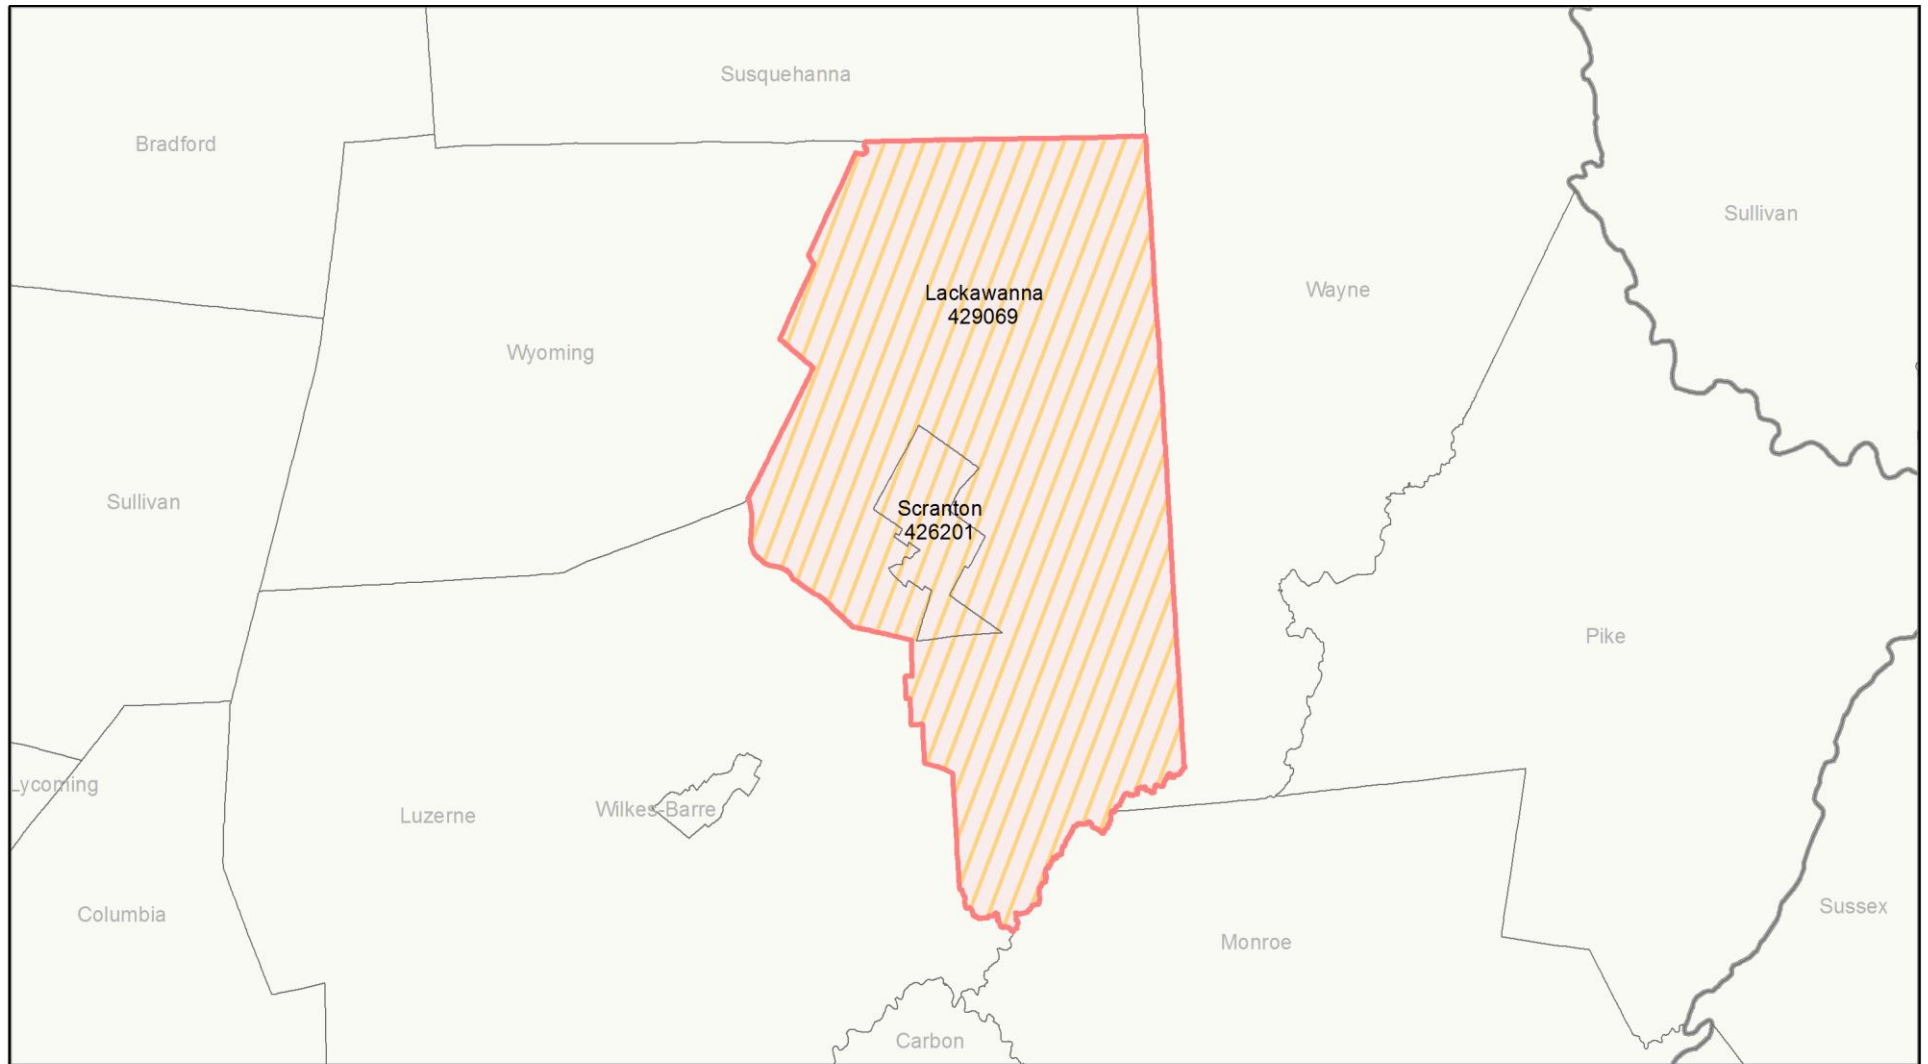 Susquehanna
Bradford
Sullivan
Wayne
Lackawanna
429069
Wyoming
Sullivan
Scranton
426201
Pike
Lycoming
Luzerne
Wilkes-Barre
Columbia
Sussex
Monroe
Carbon